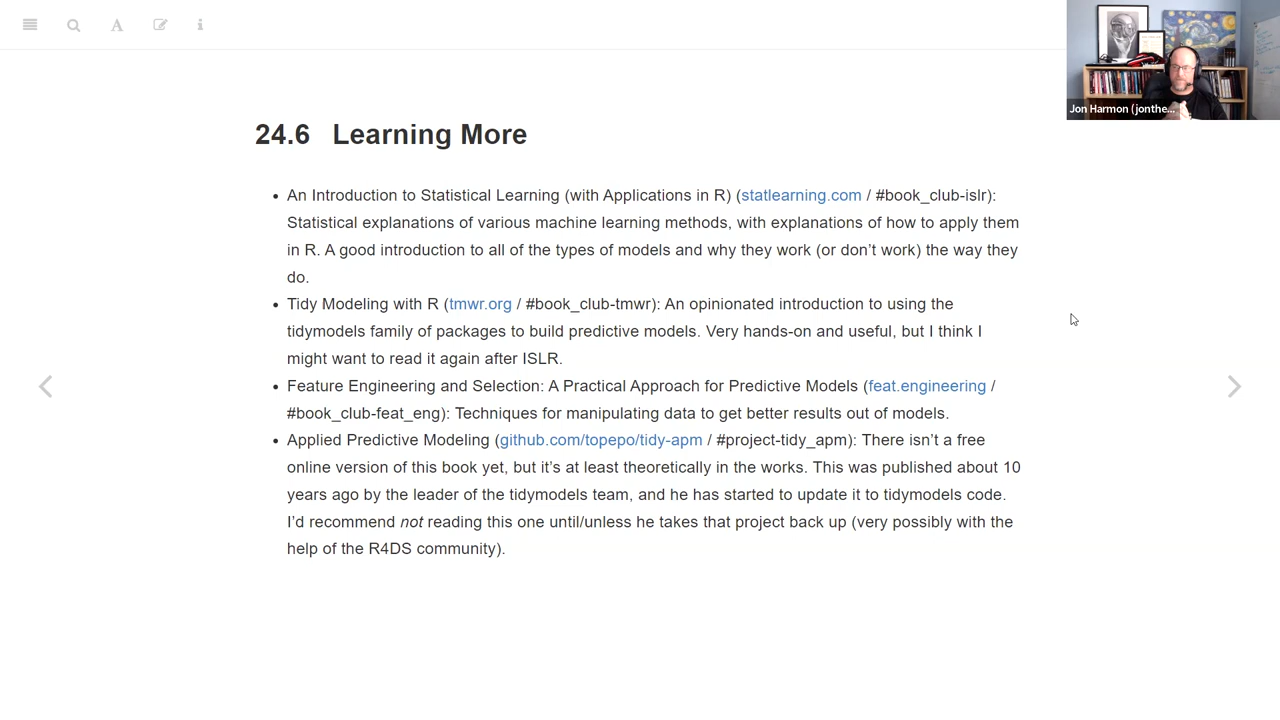 Jon Harmon (jonthe...
24.6 Learning More
• An Introduction to Statistical Learning (with Applications in R) (statlearning.com / #book_club-islr):
Statistical explanations of various machine learning methods, with explanations of how to apply them
in R. A good introduction to all of the types of models and why they work (or don’t work) the way they
do.
• Tidy Modeling with R (tmwr.org / #book_club-tmwr): An opinionated introduction to using the
tidymodels family of packages to build predictive models. Very hands-on and useful, but I think I
might want to read it again after ISLR.
• Feature Engineering and Selection: A Practical Approach for Predictive Models (feat.engineering /
#book_club-feat_eng): Techniques for manipulating data to get better results out of models.
• Applied Predictive Modeling (github.com/topepo/tidy-apm / #project-tidy_apm): There isn’t a free
online version of this book yet, but it’s at least theoretically in the works. This was published about 10
years ago by the leader of the tidymodels team, and he has started to update it to tidymodels code.
I’d recommend not reading this one until/unless he takes that project back up (very possibly with the
help of the R4DS community).